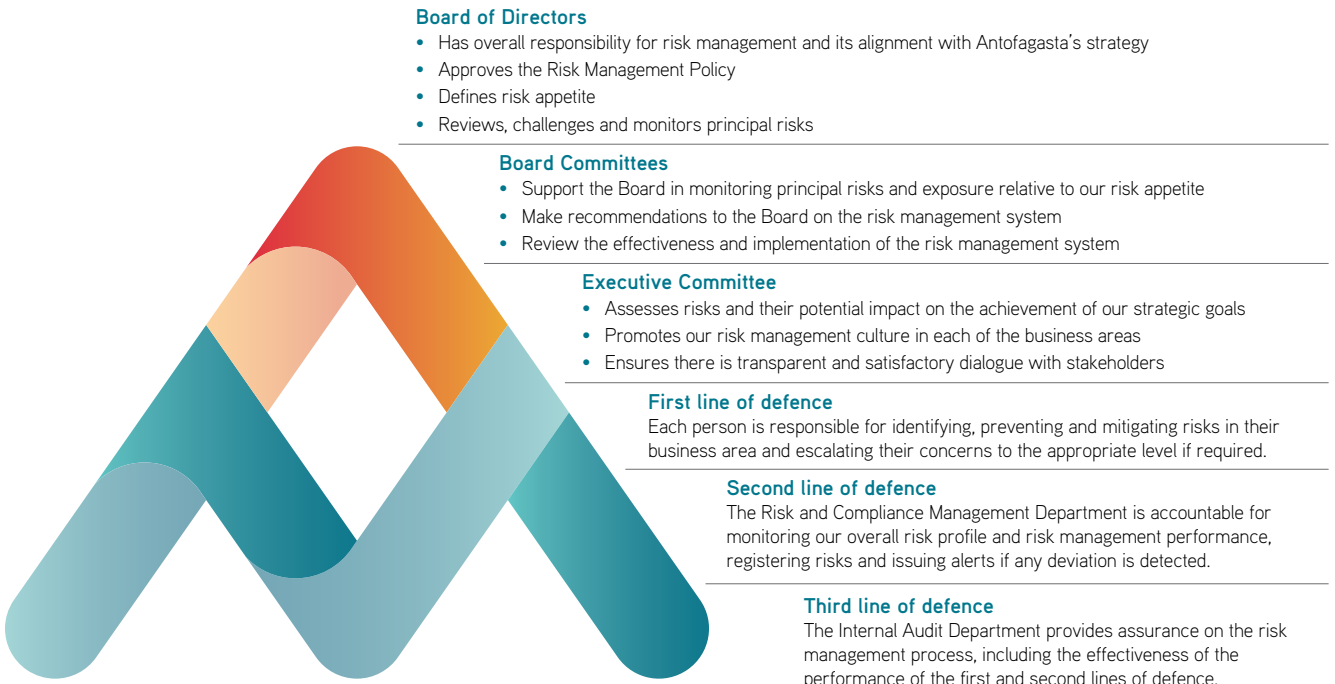 Board of Directors
• Has overall responsibility for risk management and its alignment with Antofagasta's strategy
• Approves the Risk Management Policy
• Defines risk appetite
• Reviews, challenges and monitors principal risks
Board Committees
• Support the Board in monitoring principal risks and exposure relative to our risk appetite
• Make recommendations to the Board on the risk management system
• Review the effectiveness and implementation of the risk management system
Executive Committee
• Assesses risks and their potential impact on the achievement of our strategic goals
• Promotes our risk management culture in each of the business areas
• Ensures there is transparent and satisfactory dialogue with stakeholders
First line of defence
Each person is responsible for identifying, preventing and mitigating risks in their
business area and escalating their concerns to the appropriate level if required.
Second line of defence
The Risk and Compliance Management Department is accountable for
monitoring our overall risk profile and risk management performance,
registering risks and issuing alerts if any deviation is detected.
Third line of defence
The Internal Audit Department provides assurance on the risk
management process, including the effectiveness of the
performance of the first and second lines of defence.